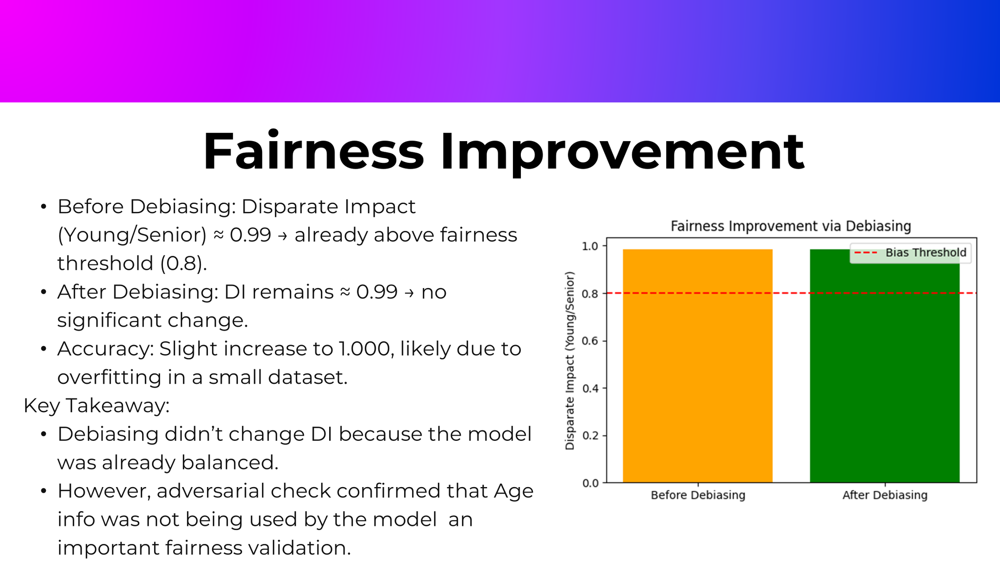 Fairness Improvement
• Before Debiasing: Disparate Impact
(Young/Senior) ≈ 0.99 → already above fairness
threshold (0.8).
• After Debiasing: DI remains ≈ 0.99 → no
significant change.
• Accuracy: Slight increase to 1.000, likely due to
overfitting in a small dataset.
Key Takeaway:
• Debiasing didn’t change DI because the model
was already balanced.
• However, adversarial check confirmed that Age
info was not being used by the model  an
important fairness validation.
Fairness Improvement via Debiasing
Bias Threshold
Disparate Impact (Young/Senior)
1.0
0.8
0.6
0.4
0.2
0.0
Before Debiasing
After Debiasing